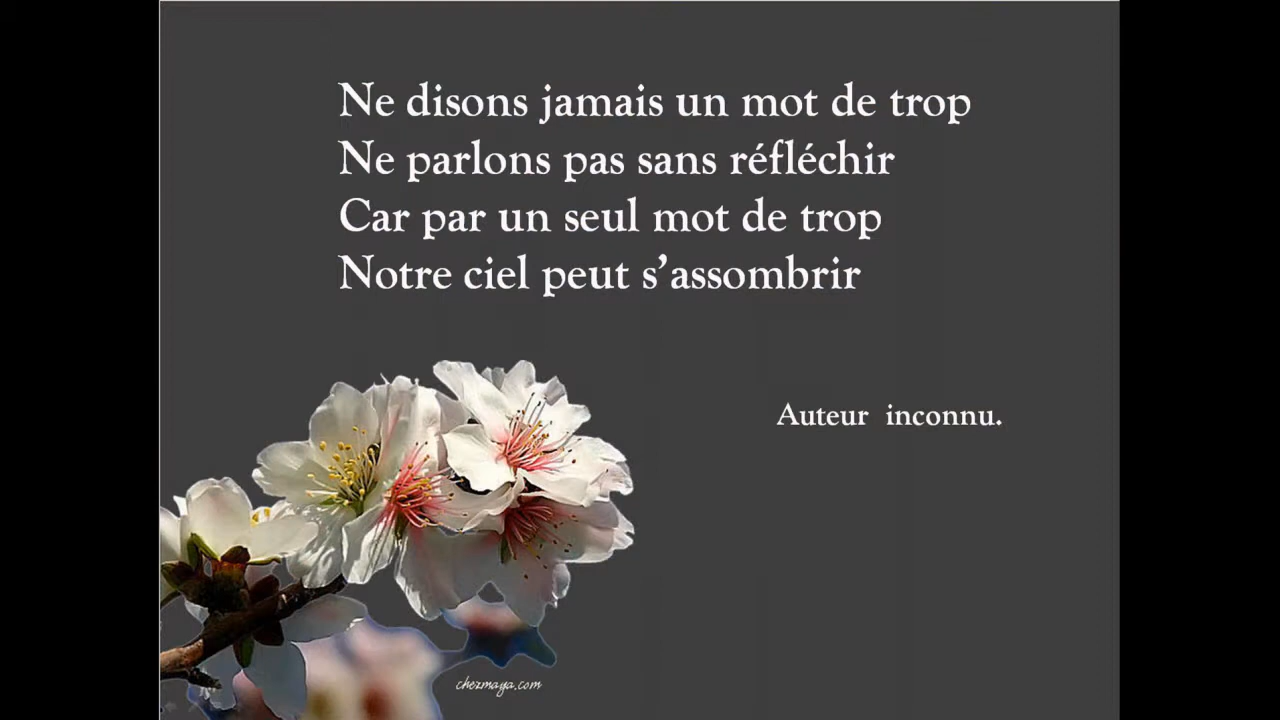 Ne disons jamais un mot de trop
Ne parlons pas sans réfléchir
Car par un seul mot de trop
Notre ciel peut s’assombrir
Auteur inconnu.
chezmaya.com